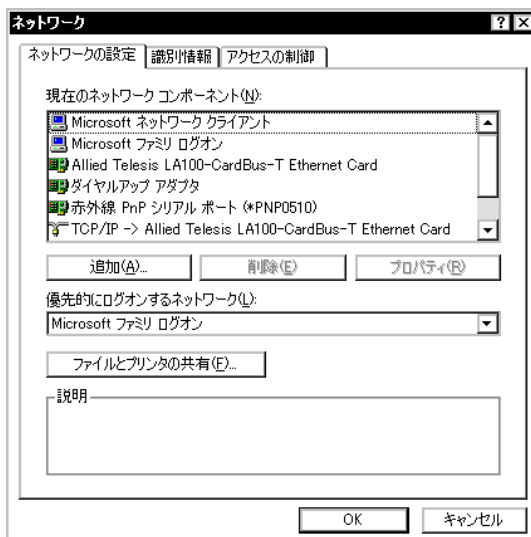 ネットワーク
ネットワークの設定 識別情報 アクセスの制御
現在のネットワーク コンポーネント(N):
Microsoft ネットワーク クライアント
Microsoft ファミリ ログオン
Allied Telesis LA100-CardBus-T Ethernet Card
ダイヤルアップ アダプタ
赤外線 PnP シリアル ポート (*PNP0510)
TCP/IP -> Allied Telesis LA100-CardBus-T Ethernet Card
追加(A)... 削除(E) プロパティ(R)
優先的にログオンするネットワーク(L):
Microsoft ファミリ ログオン
ファイルとプリンタの共有(F)...
説明
OK キャンセル